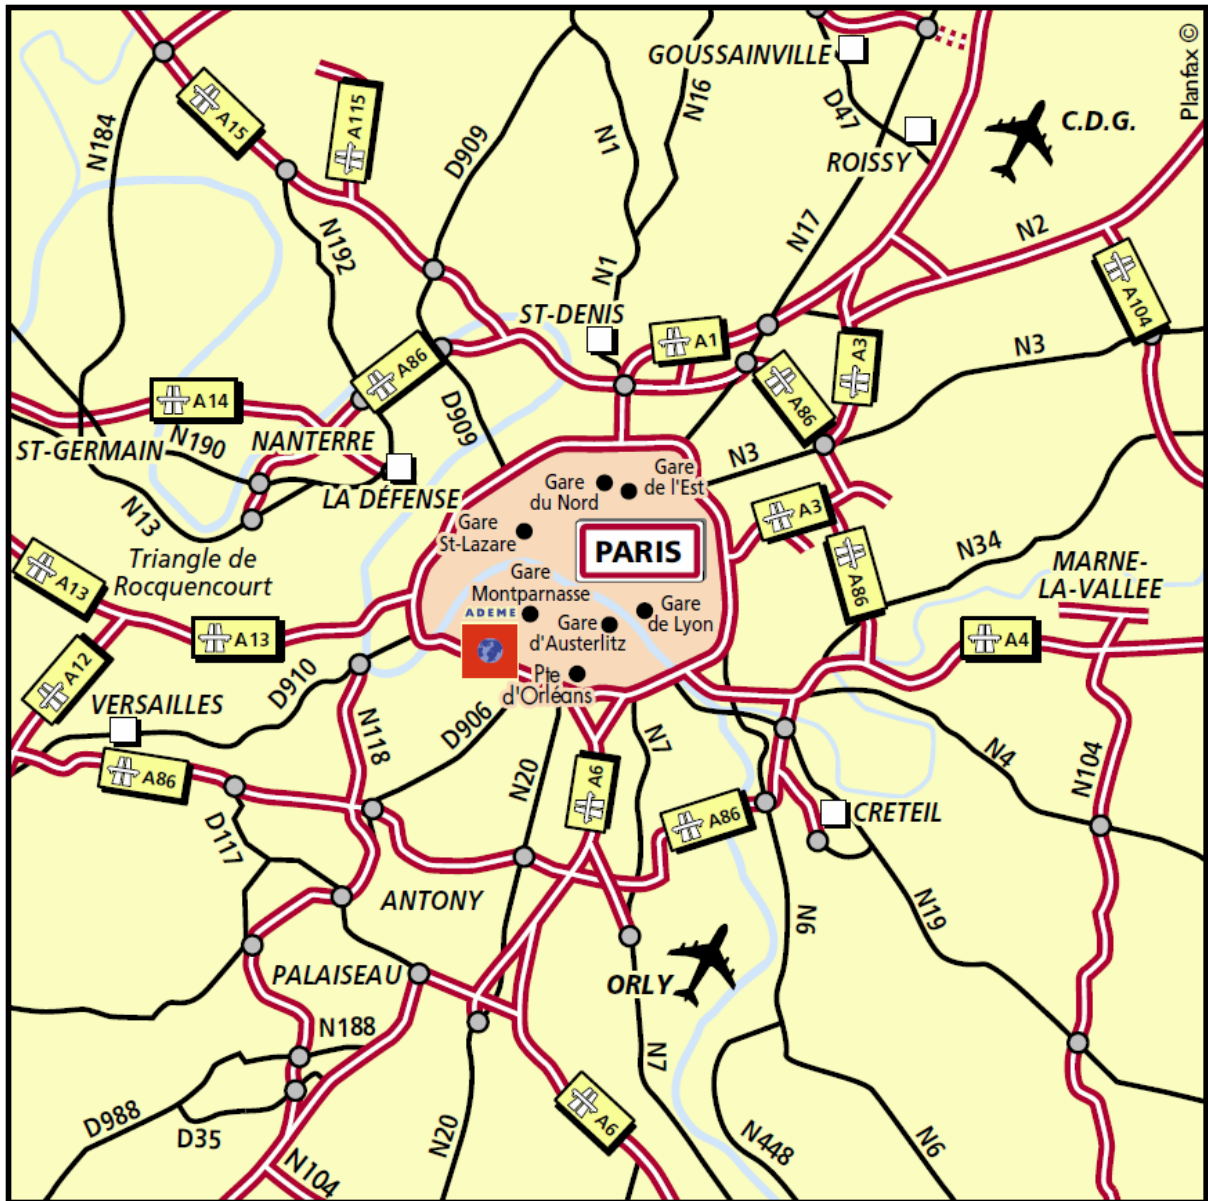 Planfax ©
GOUSSAINVILLE
N184
A15
A115
D909
N1
N16
D47
C.D.G.
ROISSY
N192
N17
N2
N1
A104
ST-DENIS
A1
A3
N3
A86
A86
A14
D909
ST-GERMAIN
N190
NANTERRE
N3
LA DÉFENSE
N13
Gare
du Nord
Gare
de l'Est
A3
Gare
St-Lazare
PARIS
Triangle de
Rocquencourt
A13
Gare
Montparnasse
ADEME
Gare
d'Austerlitz
Gare
de Lyon
A86
N34
MARNE-
LA-VALLEE
A13
A4
A12
D910
Pte
d'Orléans
VERSAILLES
N118
D906
N7
N4
N104
A86
N20
A6
A86
CRETEIL
D117
ANTONY
N6
N19
PALAISEAU
ORLY
N188
N7
D988
D35
N20
A6
N448
N6
N104